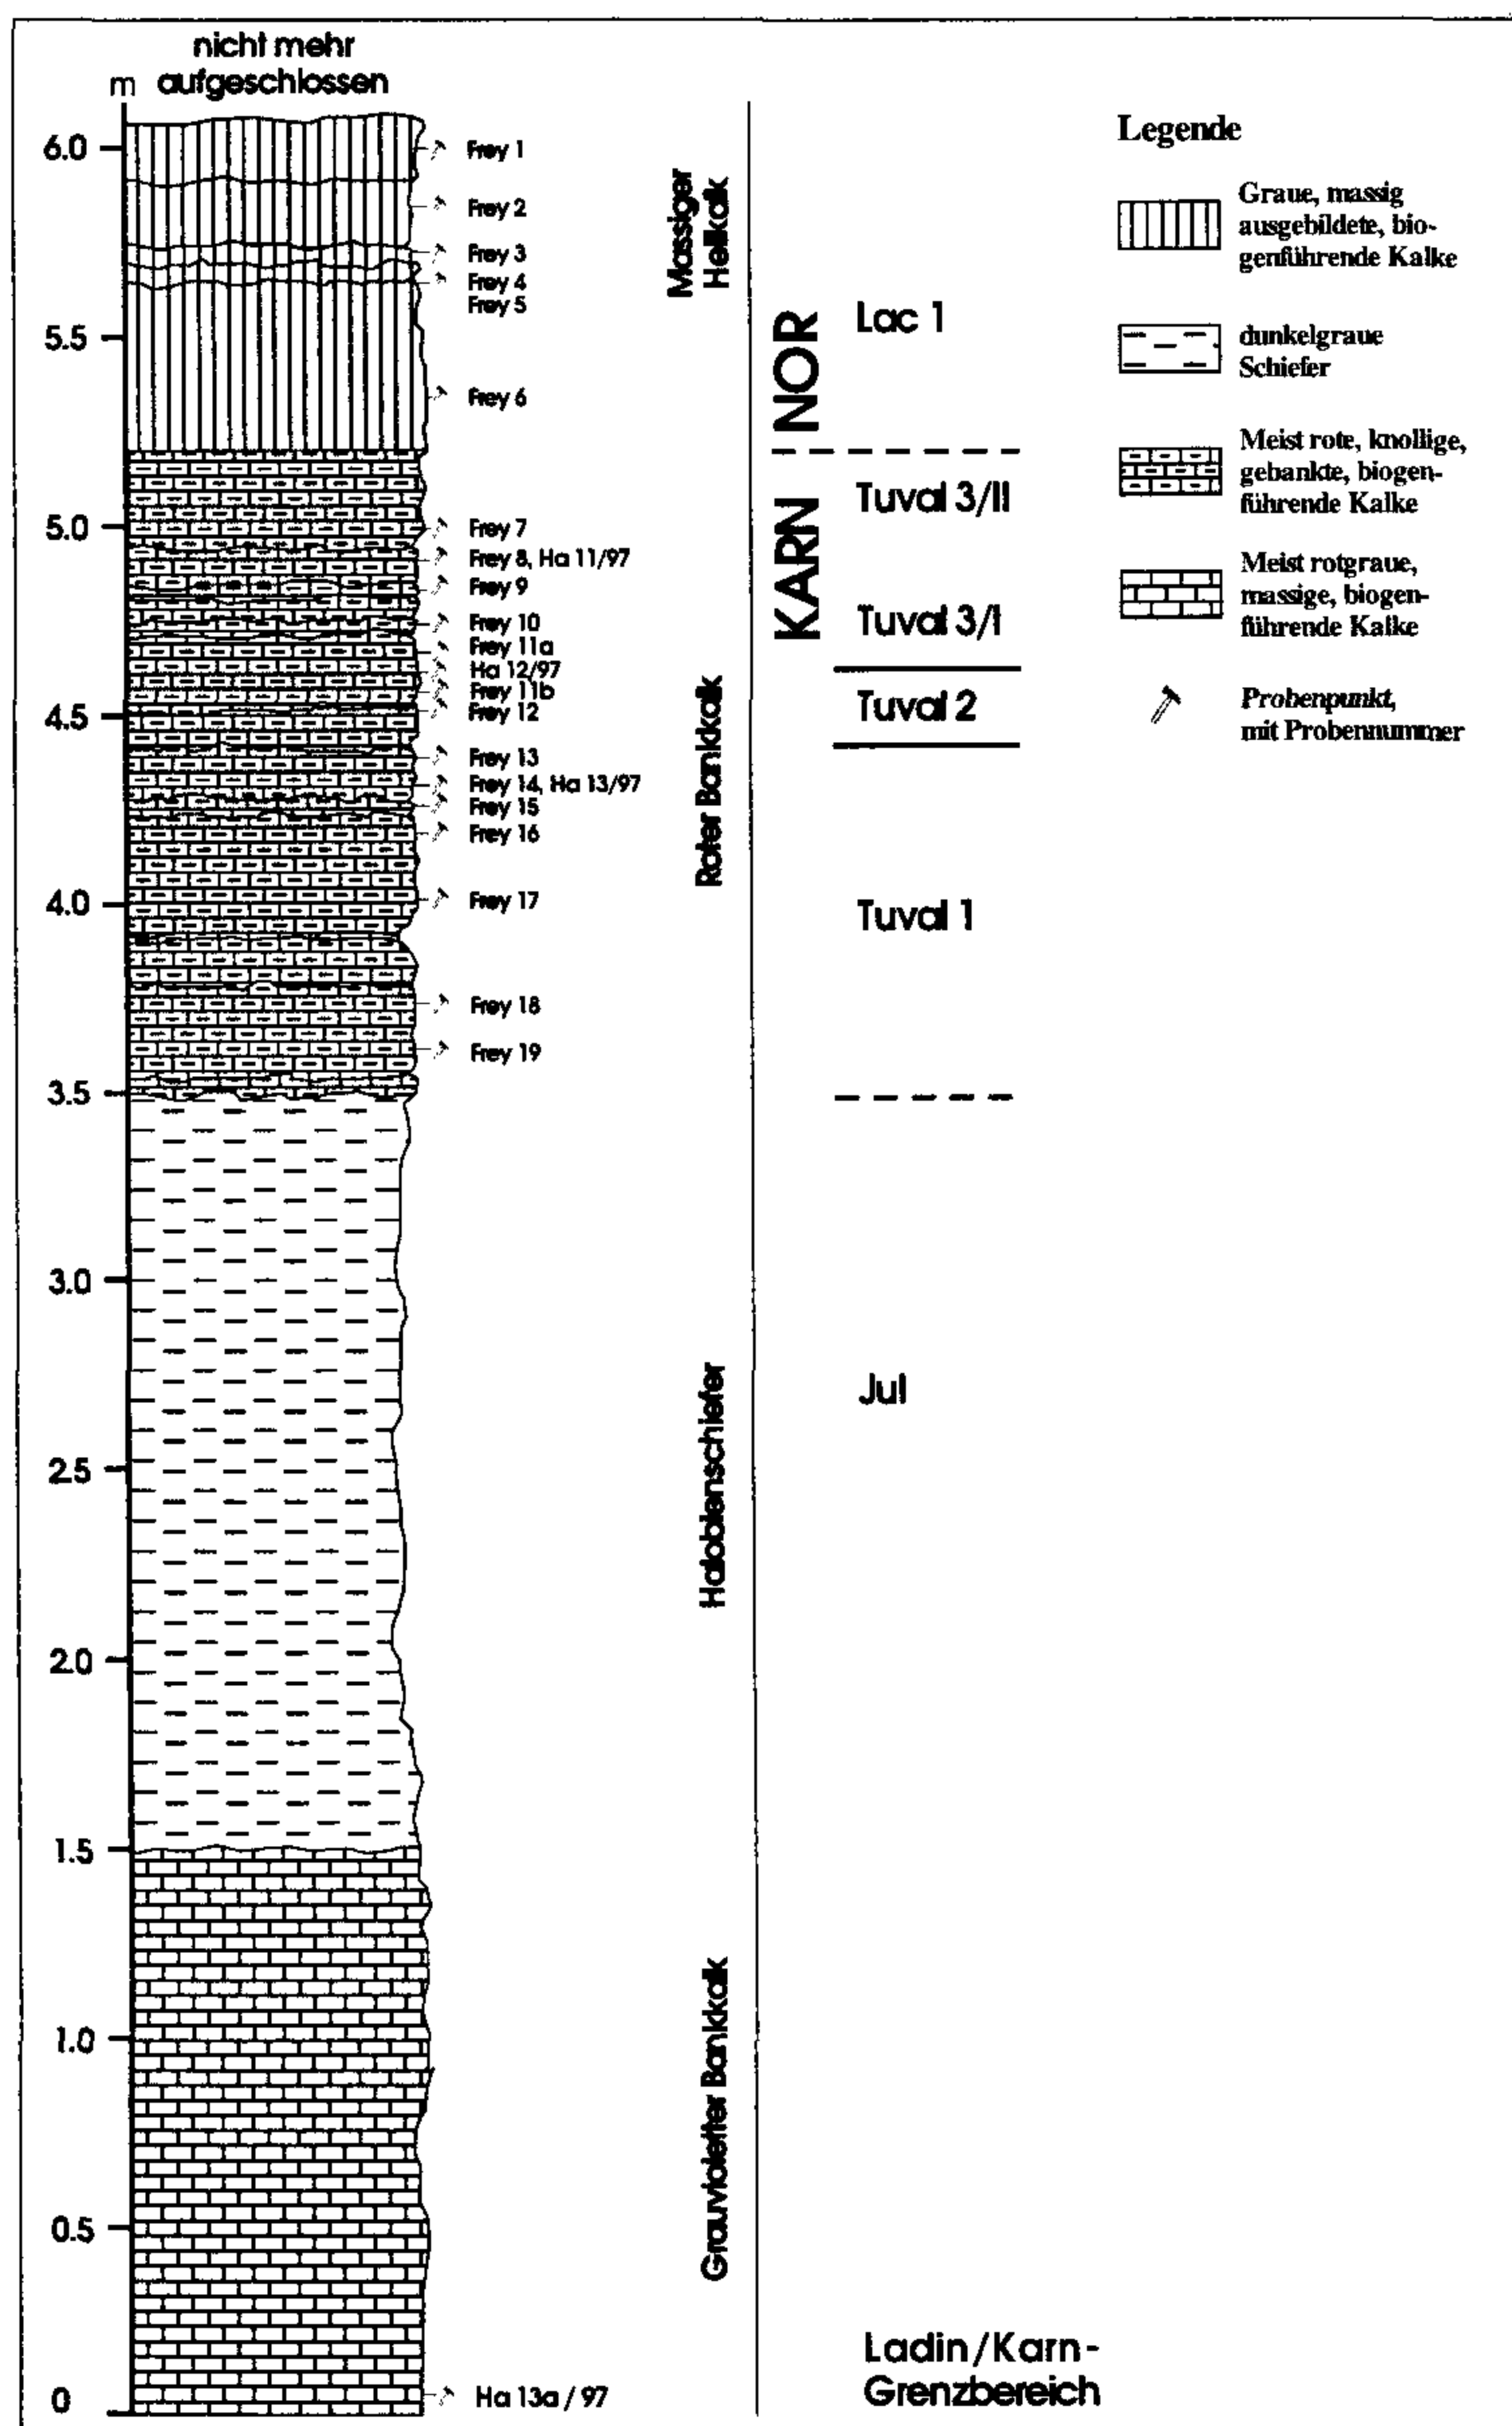 nicht mehr
aufgeschlossen
m
6.0
5.5
5.0
4.5
4.0
3.5
3.0
2.5
2.0
1.5
1.0
0.5
0
Frey 1
Frey 2
Frey 3
Frey 4
Frey 5
Frey 6
Frey 7
Frey 8, Ha 11/97
Frey 9
Frey 10
Frey 11a
Ha 12/97
Frey 11b
Frey 12
Frey 13
Frey 14, Ha 13/97
Frey 15
Frey 16
Frey 17
Frey 18
Frey 19
Ha 13a / 97
Massiger
Hellkalk
Roter Bankkalk
Halobienschiefer
Grauvioletter Bankkalk
NOR
KARN
Lac 1
Tuval 3/II
Tuval 3/I
Tuval 2
Tuval 1
Jul
Ladin/Karn-
Grenzbereich
Legende
Graue, massig
ausgebildete, bio-
genführende Kalke
dunkelgraue
Schiefer
Meist rote, knollige,
gebankte, biogen-
führende Kalke
Meist rotgraue,
massige, biogen-
führende Kalke
Probenpunkt,
mit Probennummer